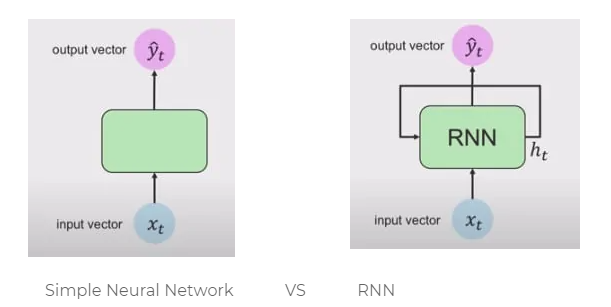 output vector ŷt
input vector xt
output vector ŷt
RNN
ht
input vector xt
Simple Neural Network VS RNN